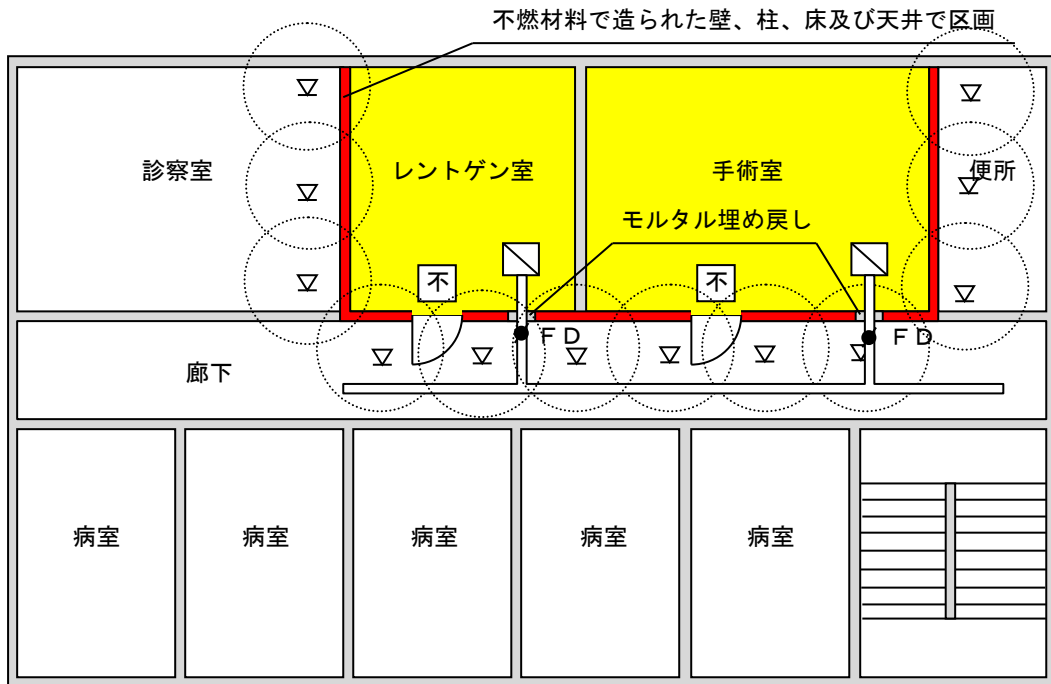 不燃材料で造られた壁、柱、床及び天井で区画
診察室
レントゲン室
手術室
便所
モルタル埋め戻し
不
不
ＦＤ
ＦＤ
廊下
病室
病室
病室
病室
病室